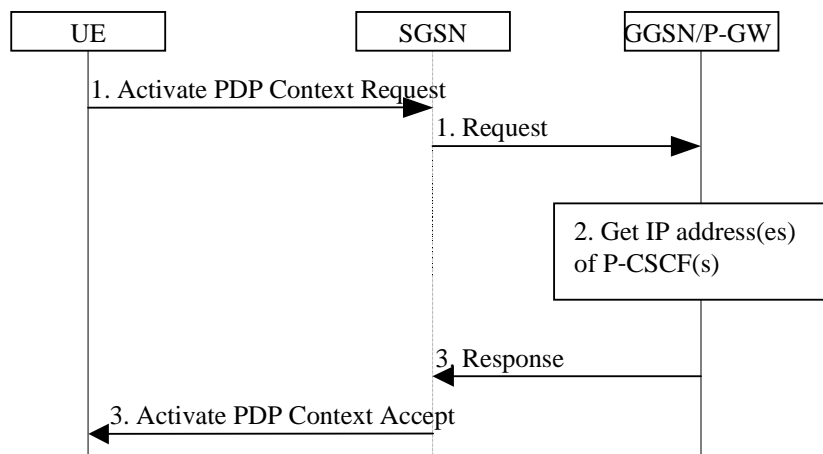 UE
SGSN
GGSN/P-GW
1. Activate PDP Context Request
1. Request
2. Get IP address(es)
of P-CSCF(s)
3. Response
3. Activate PDP Context Accept